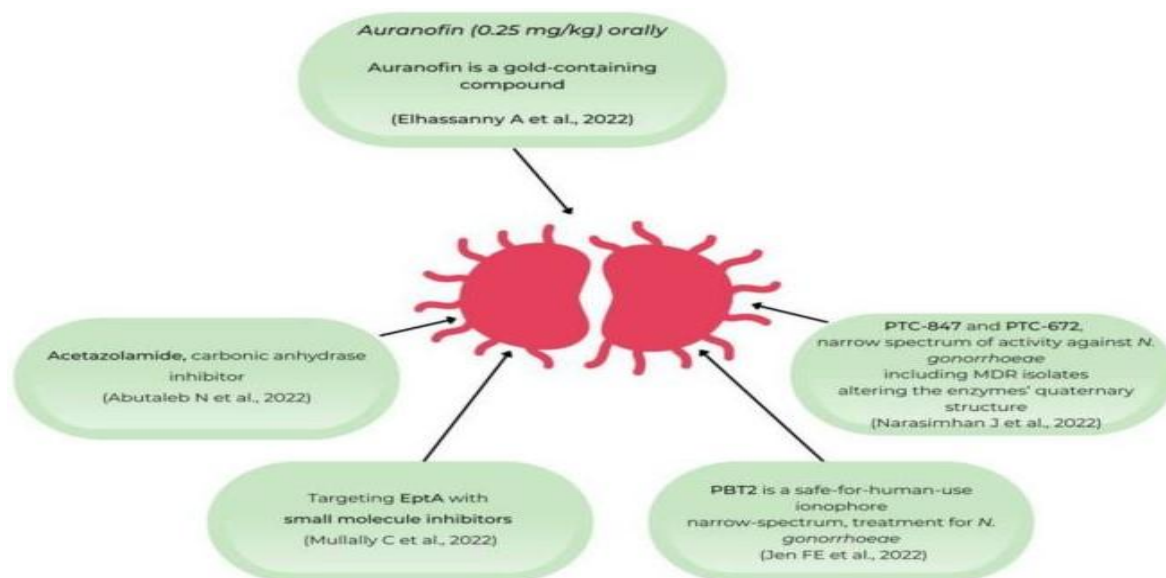 Auranofin (0.25 mg/kg) orally
Auranofin is a gold-containing
compound
(Elhassanny A et al., 2022)
Acetazolamide, carbonic anhydrase
inhibitor
(Abutaleb N et al., 2022)
PTC-847 and PTC-672,
narrow spectrum of activity against N.
gonorrhoeae
including MDR isolates
altering the enzymes' quaternary
structure
(Narasimhan J et al., 2022)
Targeting EptA with
small molecule inhibitors
(Mullally C et al., 2022)
PBT2 is a safe-for-human-use
ionophore
narrow-spectrum, treatment for N.
gonorrhoeae
(Jen FE et al., 2022)